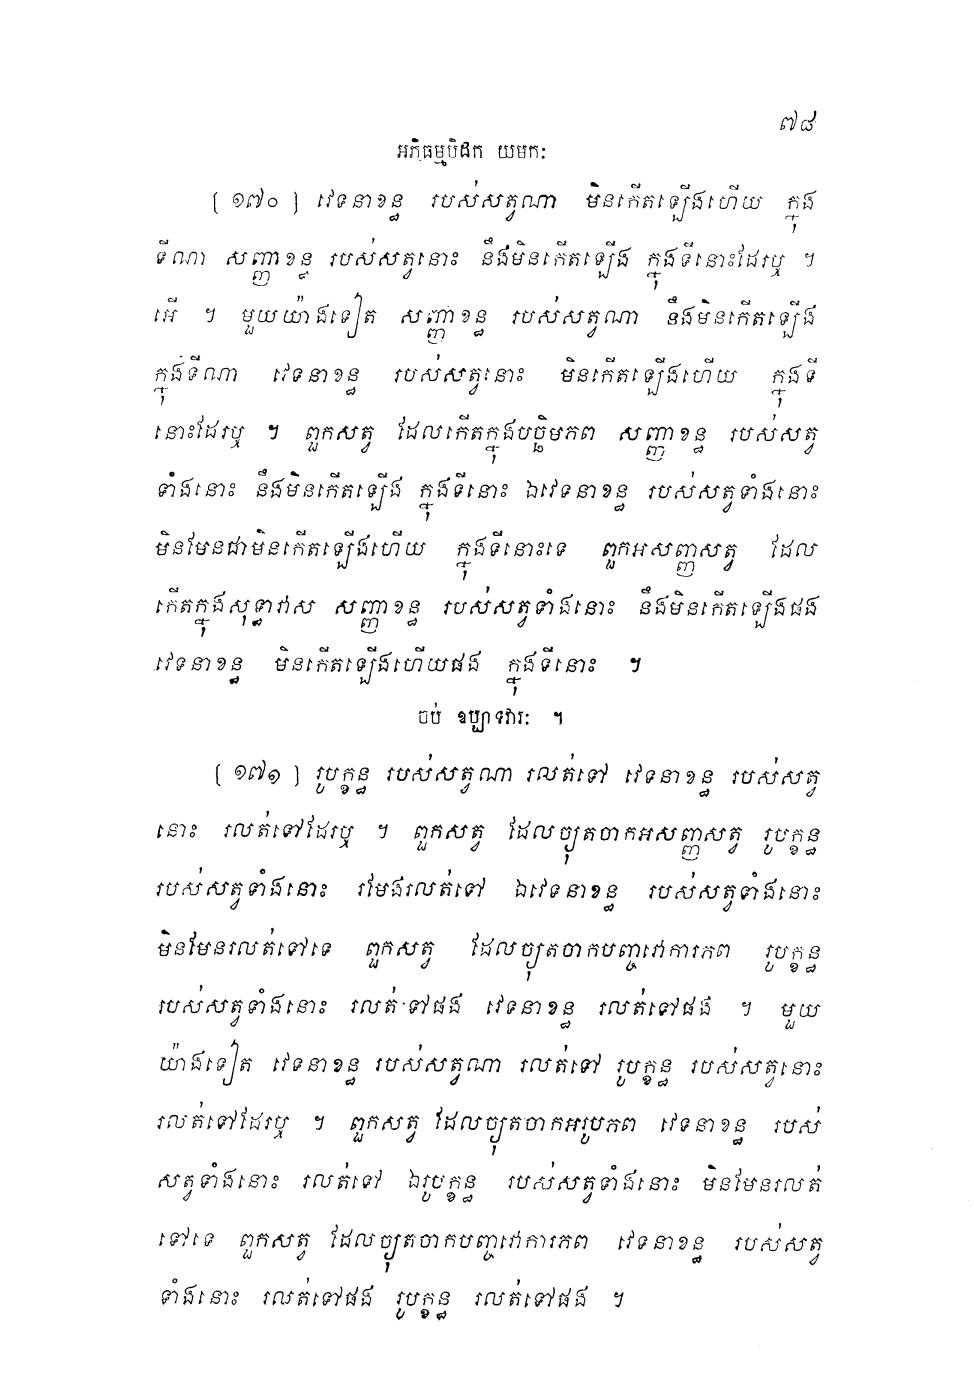 ៧៨
អភិធម្មបិដក យមកៈ
[ ១៧០ ] វេទនាខន្ធ របស់សត្វណា មិនកើតឡើងហើយ ក្នុង
ទីណា សញ្ញាខន្ធ របស់សត្វនោះ នឹងមិនកើតឡើង ក្នុងទីនោះដែរឬ ។
អើ ។ មួយយ៉ាងទៀត សញ្ញាខន្ធ របស់សត្វណា នឹងមិនកើតឡើង
ក្នុងទីណា វេទនាខន្ធ របស់សត្វនោះ មិនកើតឡើងហើយ ក្នុងទី
នោះដែរឬ ។ ពួកសត្វ ដែលកើតក្នុងបច្ឆិមភព សញ្ញាខន្ធ របស់សត្វ
ទាំងនោះ នឹងមិនកើតឡើង ក្នុងទីនោះ ឯវេទនាខន្ធ របស់សត្វទាំងនោះ
មិនមែនជាមិនកើតឡើងហើយ ក្នុងទីនោះទេ ពួកអសញ្ញសត្វ ដែល
កើតក្នុងសុទ្ធាវាស សញ្ញាខន្ធ របស់សត្វទាំងនោះ នឹងមិនកើតឡើងផង
វេទនាខន្ធ មិនកើតឡើងហើយផង ក្នុងទីនោះ ។
ចប់ ឧប្បាទវារៈ ។
[ ១៧១ ] រូបក្ខន្ធ របស់សត្វណា រលត់ទៅ វេទនាខន្ធ របស់សត្វ
នោះ រលត់ទៅដែរឬ ។ ពួកសត្វ ដែលច្យុតចាកអសញ្ញសត្វ រូបក្ខន្ធ
របស់សត្វទាំងនោះ រមែងរលត់ទៅ ឯវេទនាខន្ធ របស់សត្វទាំងនោះ
មិនមែនរលត់ទៅទេ ពួកសត្វ ដែលច្យុតចាកបញ្ចវោការភព រូបក្ខន្ធ
របស់សត្វទាំងនោះ រលត់ទៅផង វេទនាខន្ធ រលត់ទៅផង ។ មួយ
យ៉ាងទៀត វេទនាខន្ធ របស់សត្វណា រលត់ទៅ រូបក្ខន្ធ របស់សត្វនោះ
រលត់ទៅដែរឬ ។ ពួកសត្វ ដែលច្យុតចាកអរូបភព វេទនាខន្ធ របស់
សត្វទាំងនោះ រលត់ទៅ ឯរូបក្ខន្ធ របស់សត្វទាំងនោះ មិនមែនរលត់
ទៅទេ ពួកសត្វ ដែលច្យុតចាកបញ្ចវោការភព វេទនាខន្ធ របស់សត្វ
ទាំងនោះ រលត់ទៅផង រូបក្ខន្ធ រលត់ទៅផង ។